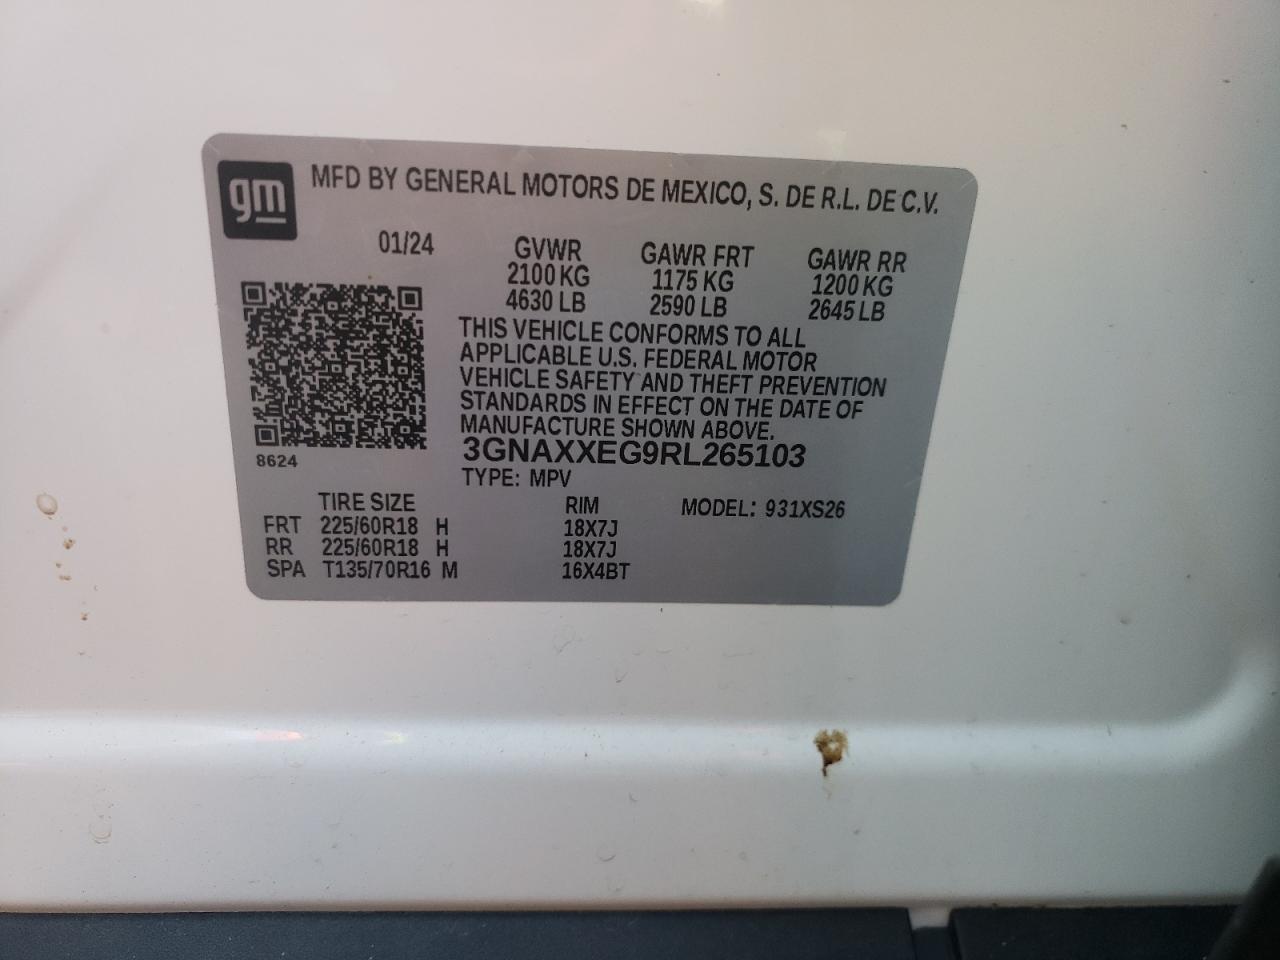 gm
MFD BY GENERAL MOTORS DE MEXICO, S. DE R.L. DE C.V.
01/24 GVWR GAWR FRT GAWR RR
2100 KG 1175 KG 1200 KG
4630 LB 2590 LB 2645 LB
THIS VEHICLE CONFORMS TO ALL
APPLICABLE U.S. FEDERAL MOTOR
VEHICLE SAFETY AND THEFT PREVENTION
STANDARDS IN EFFECT ON THE DATE OF
MANUFACTURE SHOWN ABOVE.
3GNAXXEG9RL265103
8624
TYPE: MPV
TIRE SIZE RIM MODEL: 931XS26
FRT 225/60R18 H 18X7J
RR 225/60R18 H 18X7J
SPA T135/70R16 M 16X4BT